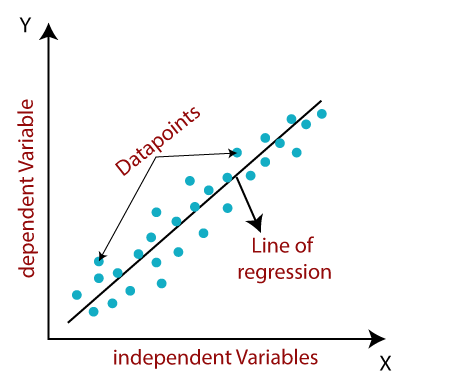 Y
dependent Variable
Datapoints
Line of
regression
independent Variables
X